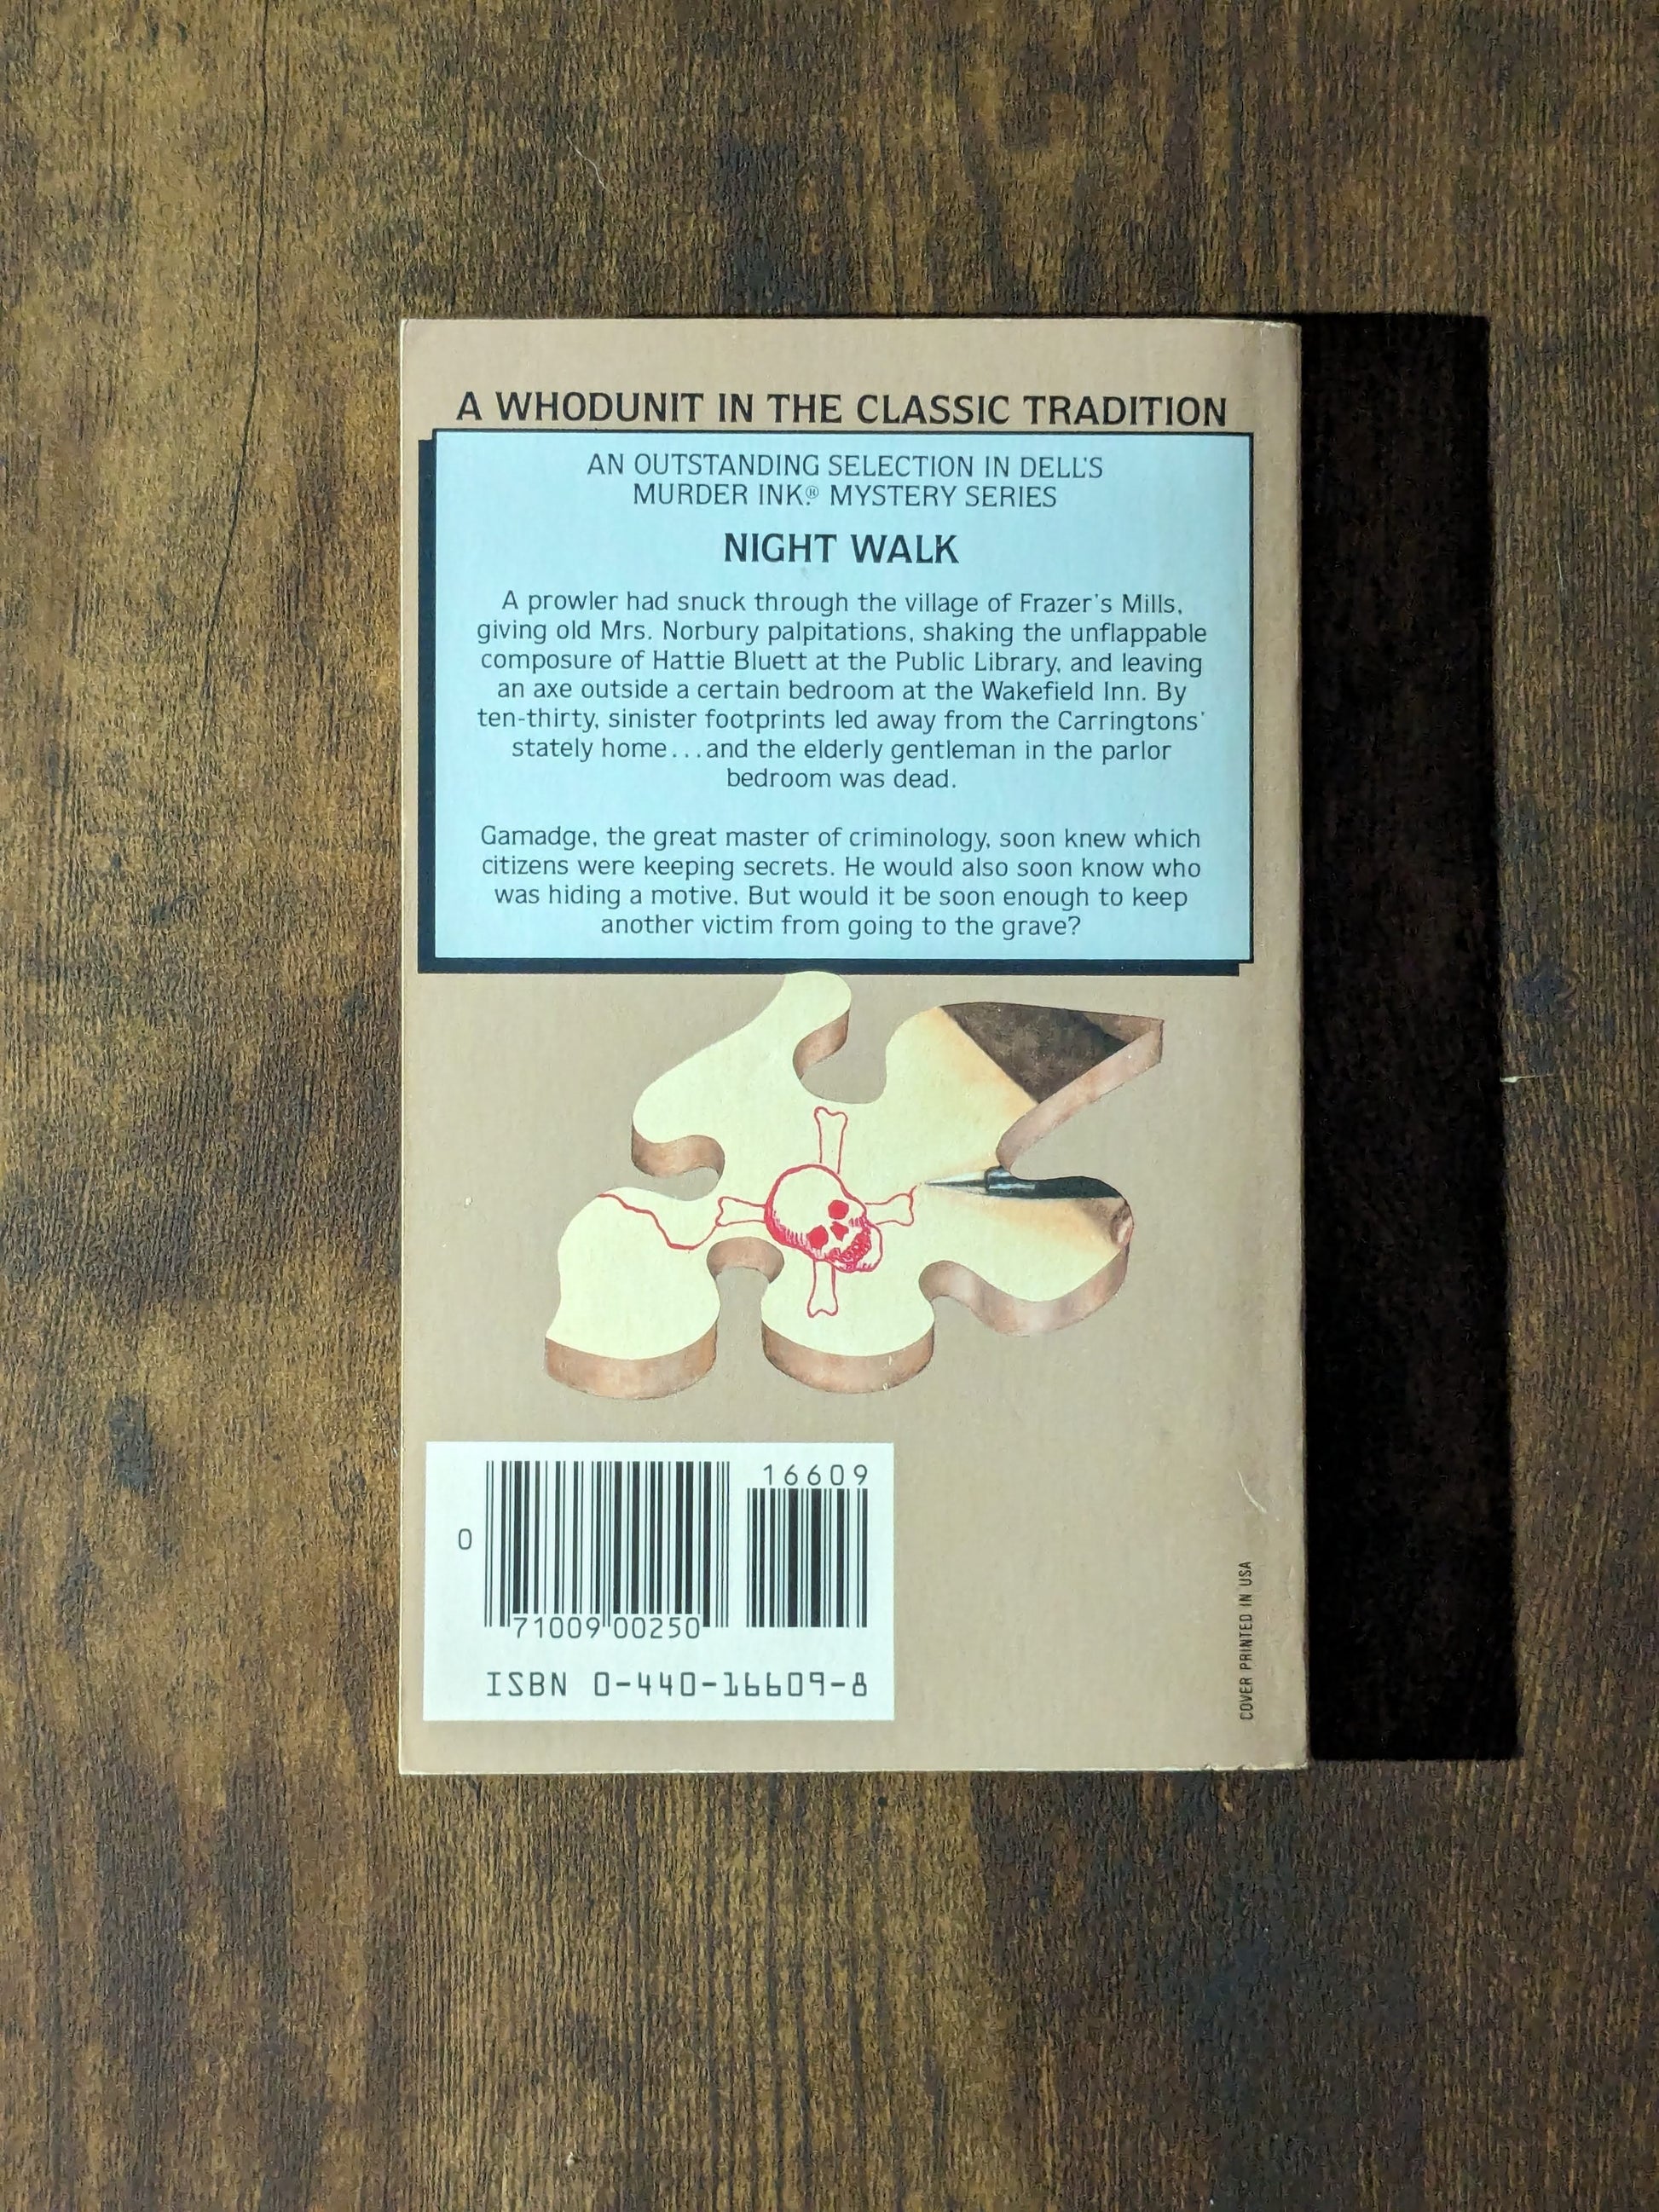 A WHODUNIT IN THE CLASSIC TRADITION
AN OUTSTANDING SELECTION IN DELL'S
MURDER INK.® MYSTERY SERIES
NIGHT WALK
A prowler had snuck through the village of Frazer's Mills,
giving old Mrs. Norbury palpitations, shaking the unflappable
composure of Hattie Bluett at the Public Library, and leaving
an axe outside a certain bedroom at the Wakefield Inn. By
ten-thirty, sinister footprints led away from the Carringtons'
stately home...and the elderly gentleman in the parlor
bedroom was dead.
Gamadge, the great master of criminology, soon knew which
citizens were keeping secrets. He would also soon know who
was hiding a motive. But would it be soon enough to keep
another victim from going to the grave?
16609
0
71009 00250
ISBN 0-440-16609-8
COVER PRINTED IN USA